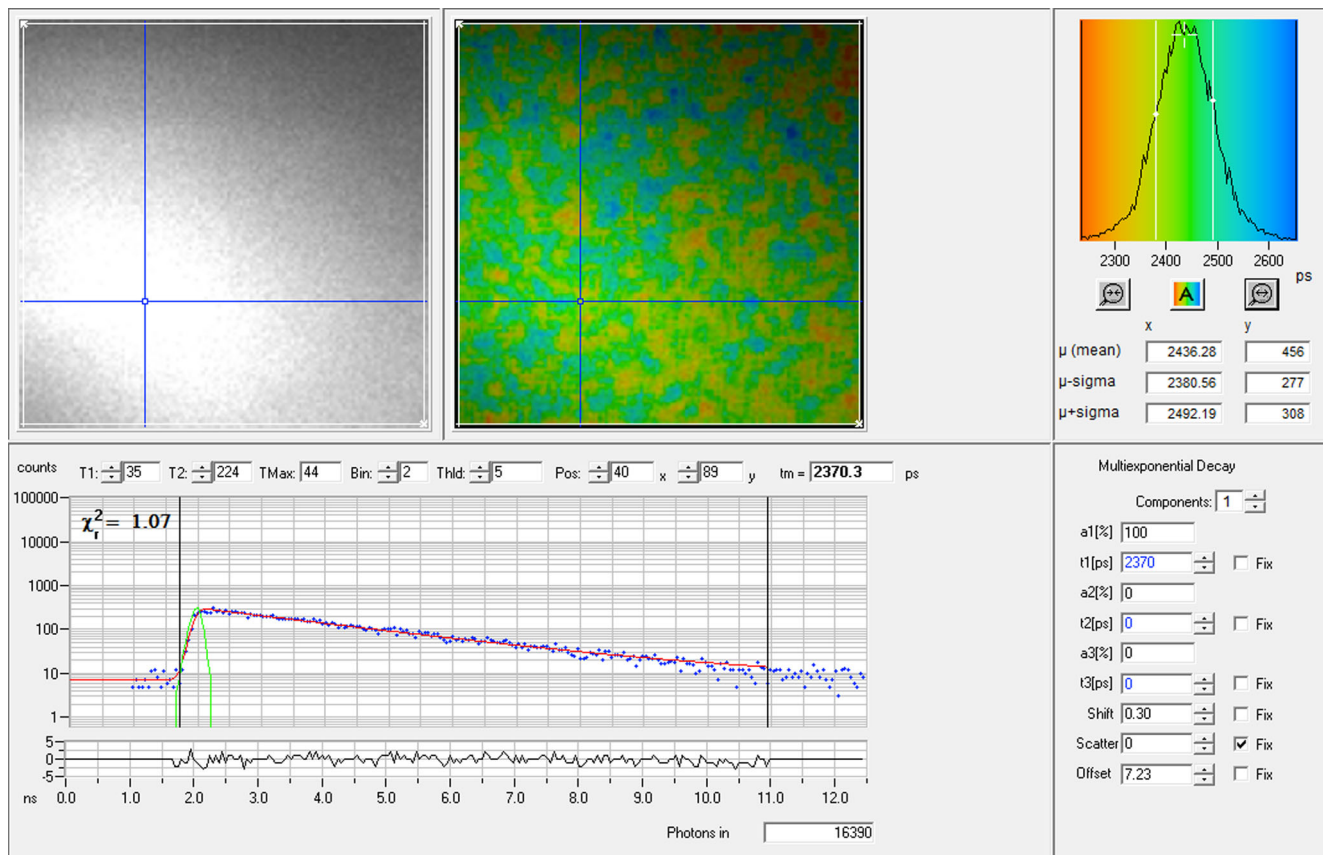 2300 2400 2500 2600
ps
A
x y
μ (mean) 2436.28 456
μ-sigma 2380.56 277
μ+sigma 2492.19 308
counts T1: 35 T2: 224 TMax: 44 Bin: 2 Thld: 5 Pos: 40 x 89 y tm = 2370.3 ps
100000
χ²r = 1.07
10000
1000
100
10
1
5
0
-5
ns 0.0 1.0 2.0 3.0 4.0 5.0 6.0 7.0 8.0 9.0 10.0 11.0 12.0
Photons in 16390
Multiexponential Decay
Components: 1
a1[%] 100
t1[ps] 2370 Fix
a2[%] 0
t2[ps] 0 Fix
a3[%] 0
t3[ps] 0 Fix
Shift 0.30 Fix
Scatter 0 Fix
Offset 7.23 Fix